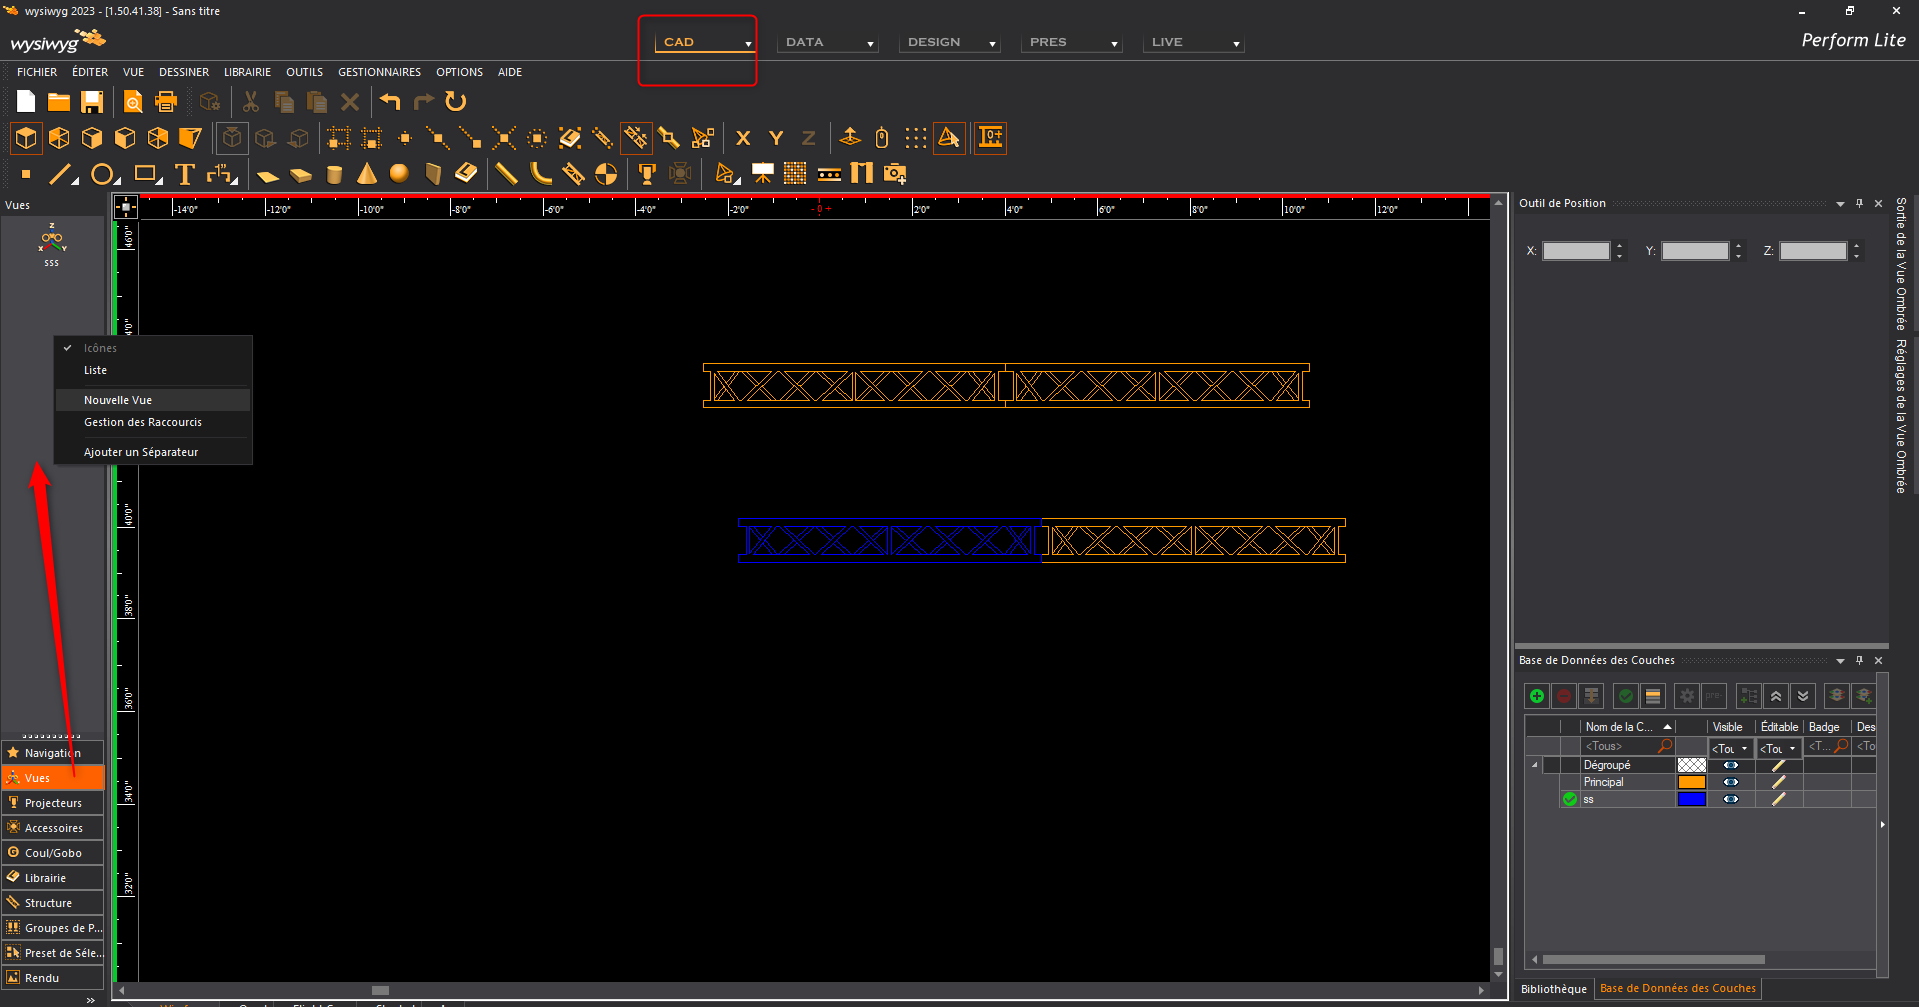 wysiwyg 2023 - [1.50.41.38] - Sans titre
wysiwyg
CAD
DATA
DESIGN
PRES
LIVE
Perform Lite
FICHIER ÉDITER VUE DESSINER LIBRAIRIE OUTILS GESTIONNAIRES OPTIONS AIDE
X Y Z
Vues
-14'0" -12'0" -10'0" -8'0" -6'0" -4'0" -2'0" -0+ 2'0" 4'0" 6'0" 8'0" 10'0" 12'0"
Z
X Y
sss
46'0"
40'0"
38'0"
36'0"
34'0"
32'0"
Icônes
Liste
Nouvelle Vue
Gestion des Raccourcis
Ajouter un Séparateur
Navigation
Vues
Projecteurs
Accessoires
Coul/Gobo
Librairie
Structure
Groupes de P...
Preset de Séle...
Rendu
»
Outil de Position
X: Y: Z:
Sortie de la Vue Ombrée
Réglages de la Vue Ombrée
Base de Données des Couches
pre-
Nom de la C... Visible Éditable Badge Des
<Tous> <Tou <Tou <T... <To
Dégroupé
Principal
ss
Bibliothèque
Base de Données des Couches